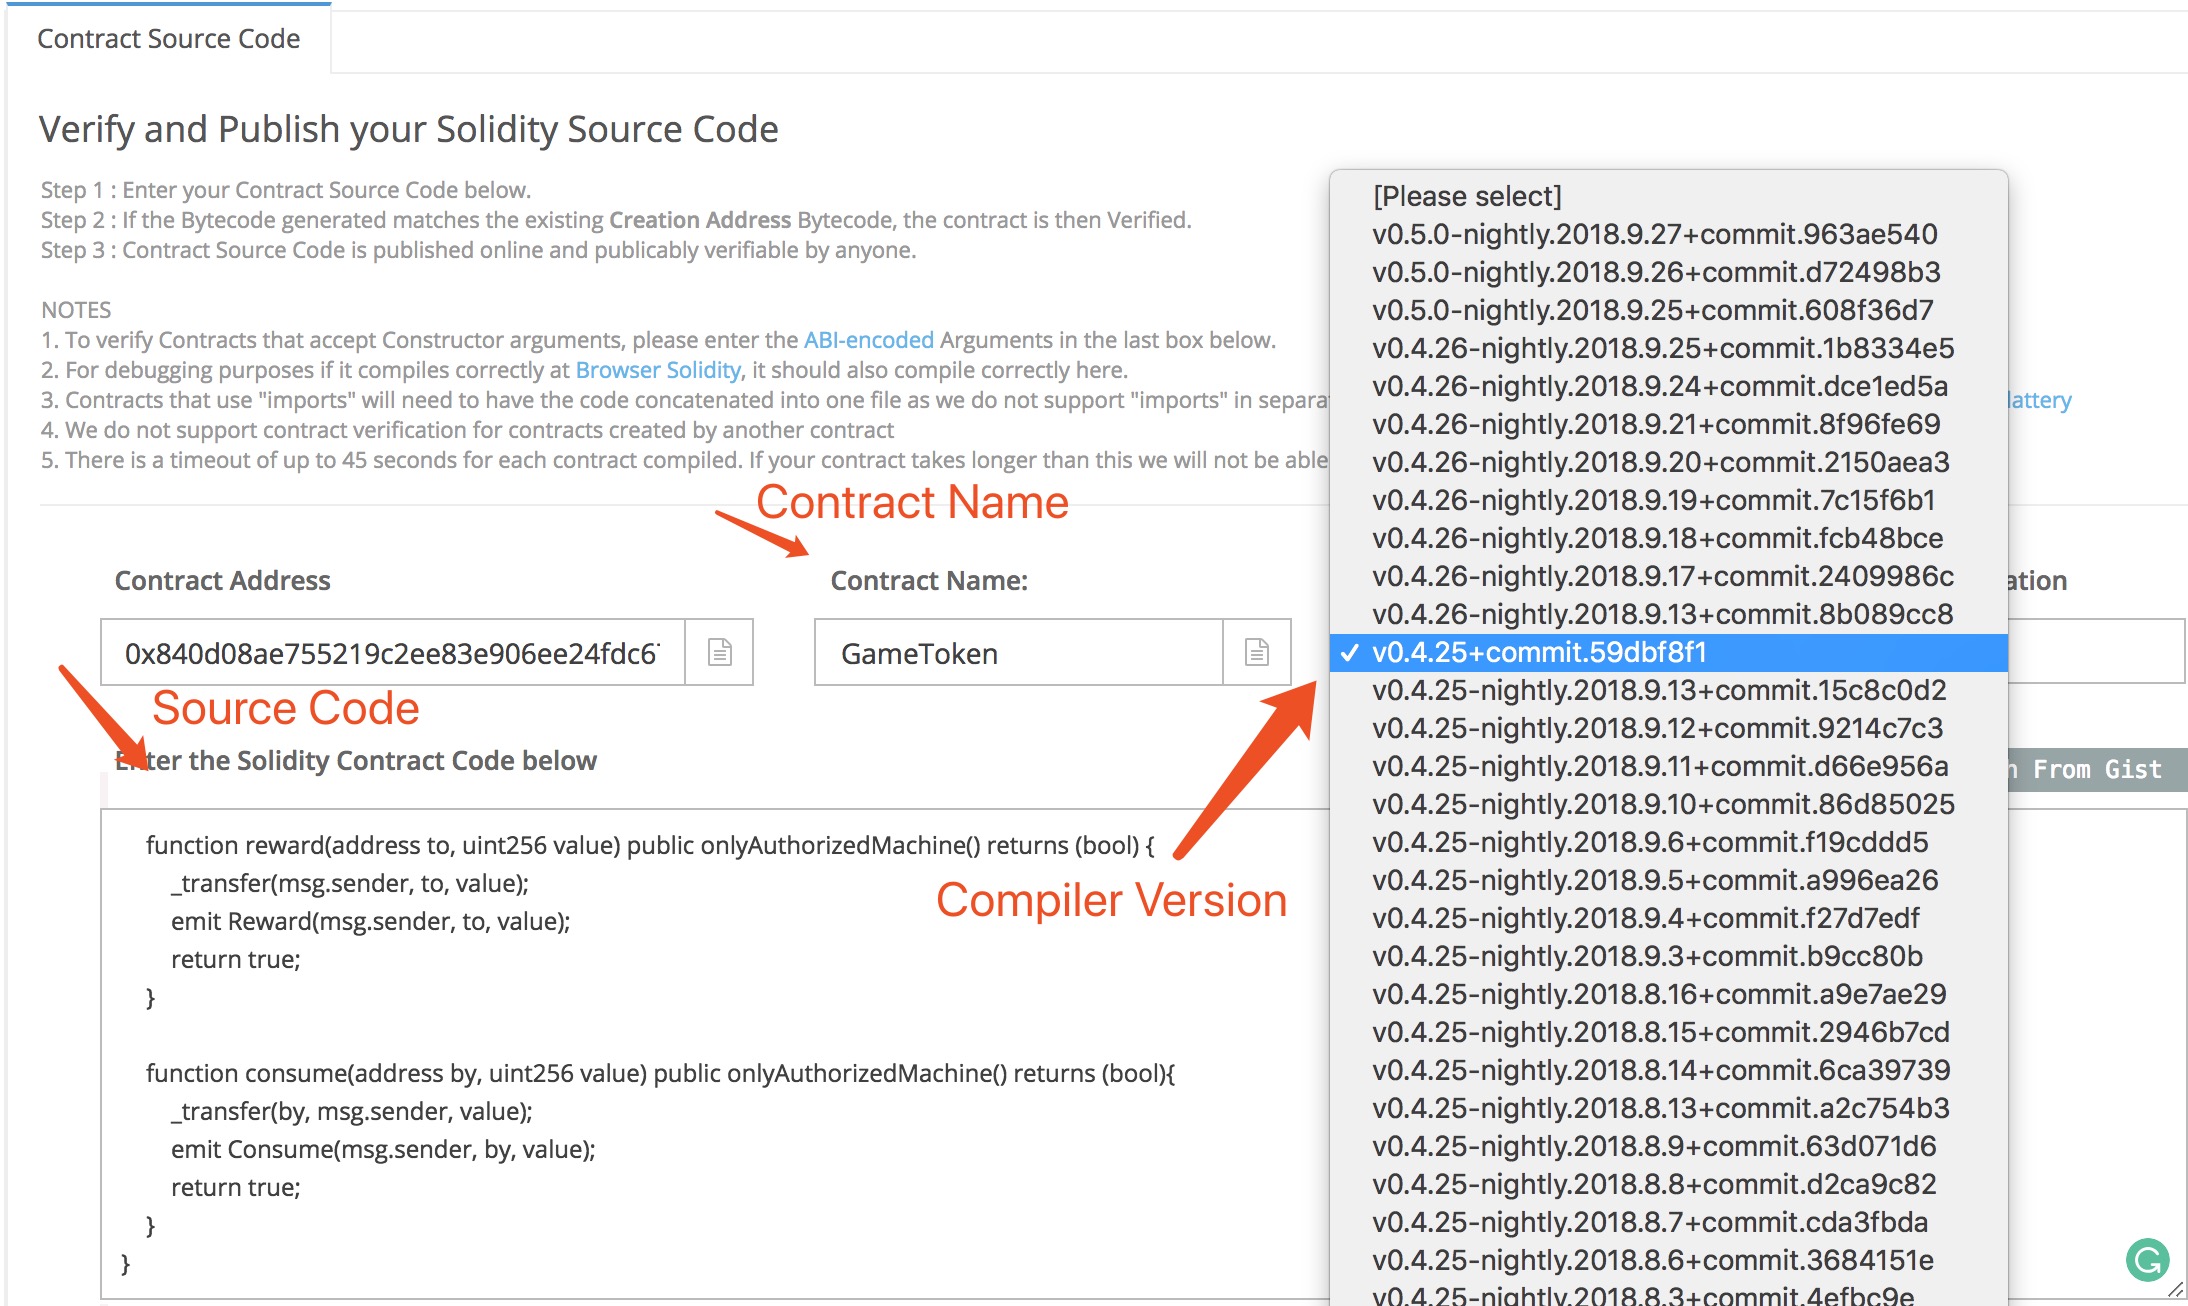 Contract Source Code
Verify and Publish your Solidity Source Code
Step 1 : Enter your Contract Source Code below.
Step 2 : If the Bytecode generated matches the existing Creation Address Bytecode, the contract is then Verified.
Step 3 : Contract Source Code is published online and publicably verifiable by anyone.
NOTES
1. To verify Contracts that accept Constructor arguments, please enter the ABI-encoded Arguments in the last box below.
2. For debugging purposes if it compiles correctly at Browser Solidity, it should also compile correctly here.
3. Contracts that use "imports" will need to have the code concatenated into one file as we do not support "imports" in
4. We do not support contract verification for contracts created by another contract
5. There is a timeout of up to 45 seconds for each contract compiled. If your contract takes longer than this we will not be able
Contract Name
Contract Address
Contract Name:
0x840d08ae755219c2ee83e906ee24fdc6
GameToken
Source Code
Enter the Solidity Contract Code below
From Gist
function reward(address to, uint256 value) public onlyAuthorizedMachine() returns (bool) {
_transfer(msg.sender, to, value);
emit Reward(msg.sender, to, value);
return true;
}
function consume(address by, uint256 value) public onlyAuthorizedMachine() returns (bool){
_transfer(by, msg.sender, value);
emit Consume(msg.sender, by, value);
return true;
}
}
Compiler Version
[Please select]
v0.5.0-nightly.2018.9.27+commit.963ae540
v0.5.0-nightly.2018.9.26+commit.d72498b3
v0.5.0-nightly.2018.9.25+commit.608f36d7
v0.4.26-nightly.2018.9.25+commit.1b8334e5
v0.4.26-nightly.2018.9.24+commit.dce1ed5a
v0.4.26-nightly.2018.9.21+commit.8f96fe69
v0.4.26-nightly.2018.9.20+commit.2150aea3
v0.4.26-nightly.2018.9.19+commit.7c15f6b1
v0.4.26-nightly.2018.9.18+commit.fcb48bce
v0.4.26-nightly.2018.9.17+commit.2409986c
v0.4.26-nightly.2018.9.13+commit.8b089cc8
✓ v0.4.25+commit.59dbf8f1
v0.4.25-nightly.2018.9.13+commit.15c8c0d2
v0.4.25-nightly.2018.9.12+commit.9214c7c3
v0.4.25-nightly.2018.9.11+commit.d66e956a
v0.4.25-nightly.2018.9.10+commit.86d85025
v0.4.25-nightly.2018.9.6+commit.f19cddd5
v0.4.25-nightly.2018.9.5+commit.a996ea26
v0.4.25-nightly.2018.9.4+commit.f27d7edf
v0.4.25-nightly.2018.9.3+commit.b9cc80b
v0.4.25-nightly.2018.8.16+commit.a9e7ae29
v0.4.25-nightly.2018.8.15+commit.2946b7cd
v0.4.25-nightly.2018.8.14+commit.6ca39739
v0.4.25-nightly.2018.8.13+commit.a2c754b3
v0.4.25-nightly.2018.8.9+commit.63d071d6
v0.4.25-nightly.2018.8.8+commit.d2ca9c82
v0.4.25-nightly.2018.8.7+commit.cda3fbda
v0.4.25-nightly.2018.8.6+commit.3684151e
v0.4.25-nightly.2018.8.3+commit.4efbc9e